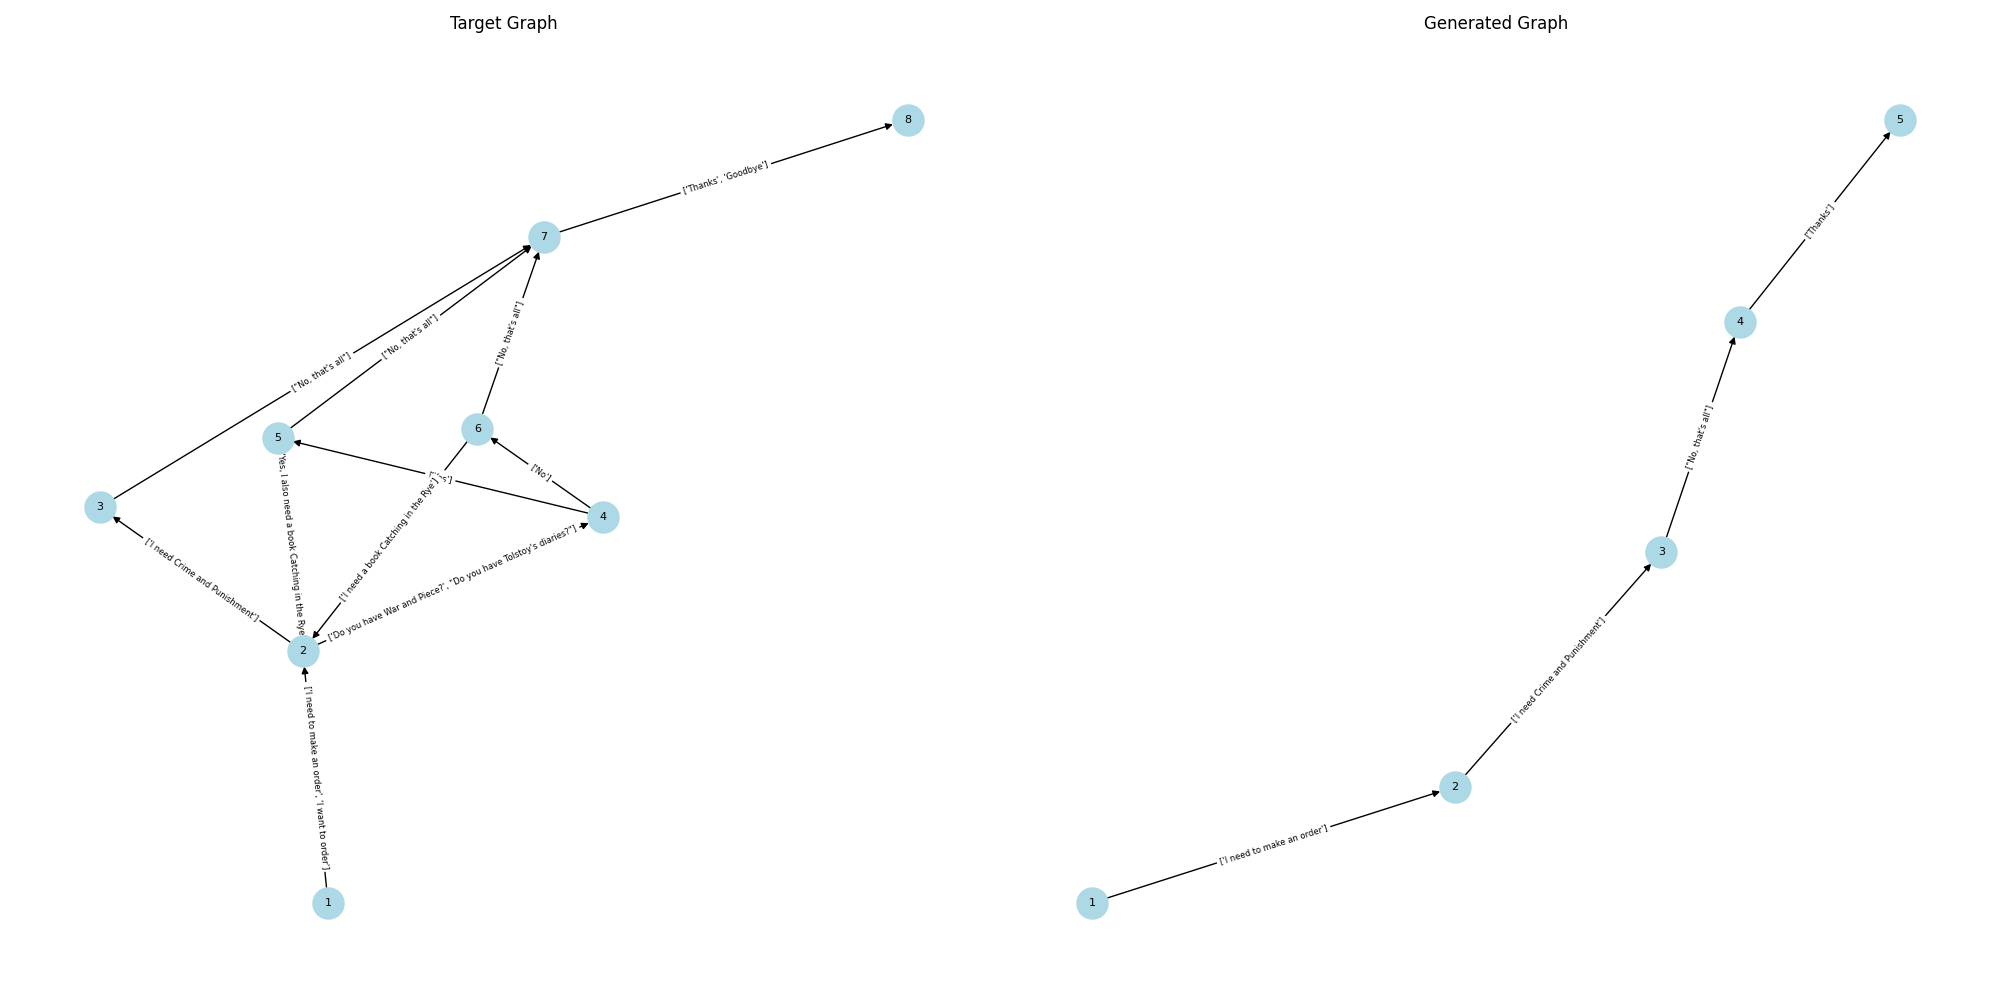 Target Graph
8
['Thanks', 'Goodbye']
7
["No, that's all"]
["No, that's all"]
["No, that's all"]
5
6
['No']
3
4
['I need Crime and Punishment']
Yes, I also need a book Catching in the Rye
['I need a book Catching in the Rye']
['Do you have War and Piece?', "Do you have Tolstoy's diaries?"]
2
['I need to make an order', 'I want to order']
1
Generated Graph
5
['Thanks']
4
["No, that's all"]
3
['I need Crime and Punishment']
2
['I need to make an order']
1